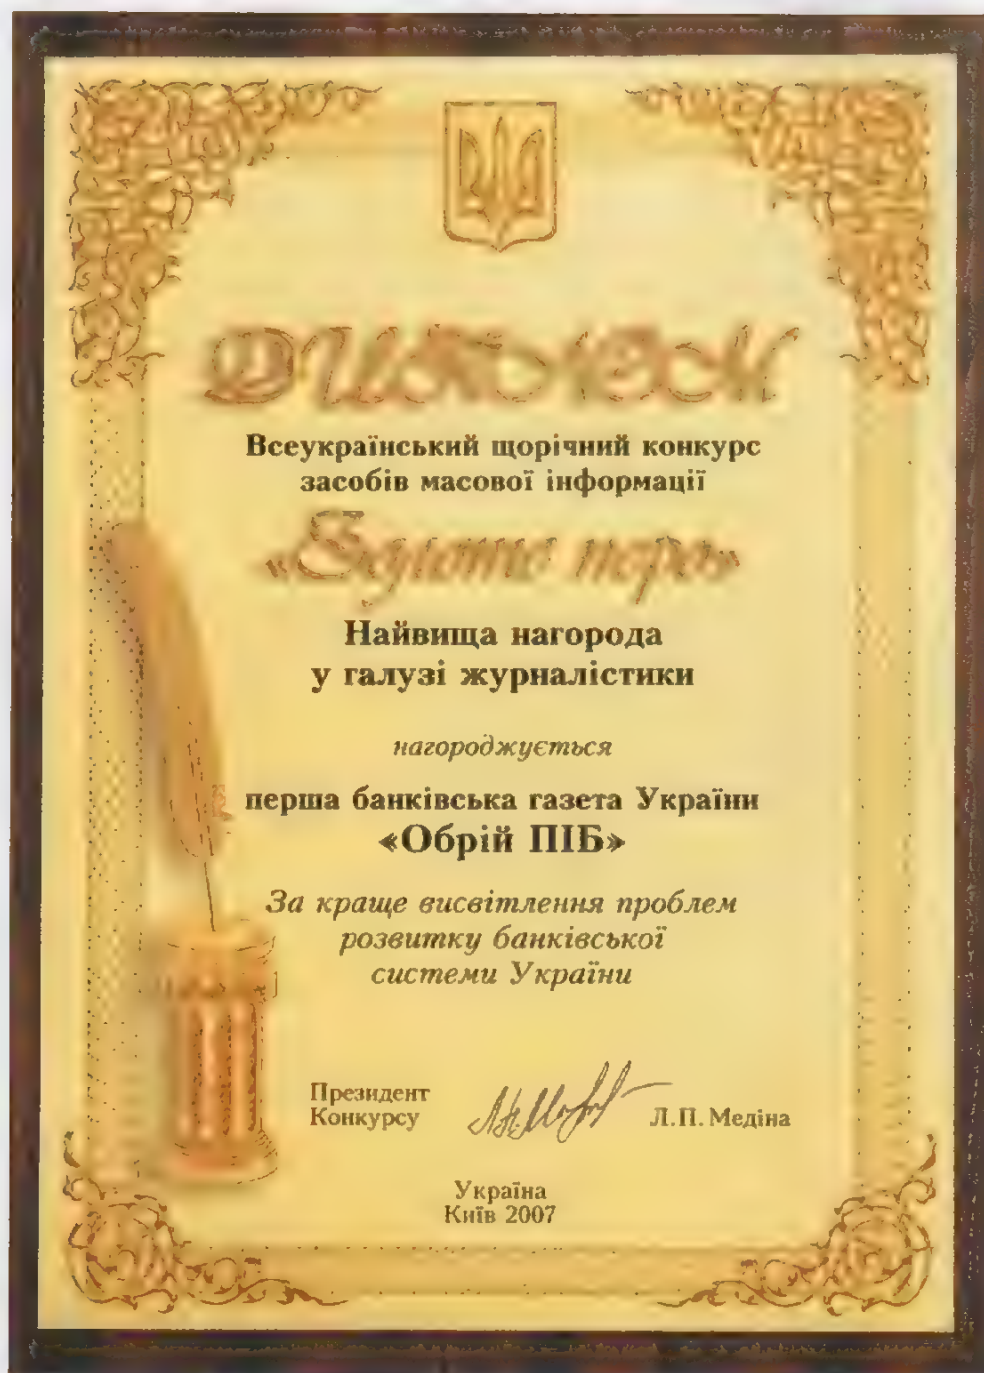 ДИПЛОМ
Всеукраїнський щорічний конкурс
засобів масової інформації
«Золоте перо»
Найвища нагорода
у галузі журналістики
нагороджується
перша банківська газета України
«Обрій ПІБ»
За краще висвітлення проблем
розвитку банківської
системи України
Президент
Конкурсу
Л.П. Медіна
Україна
Київ 2007